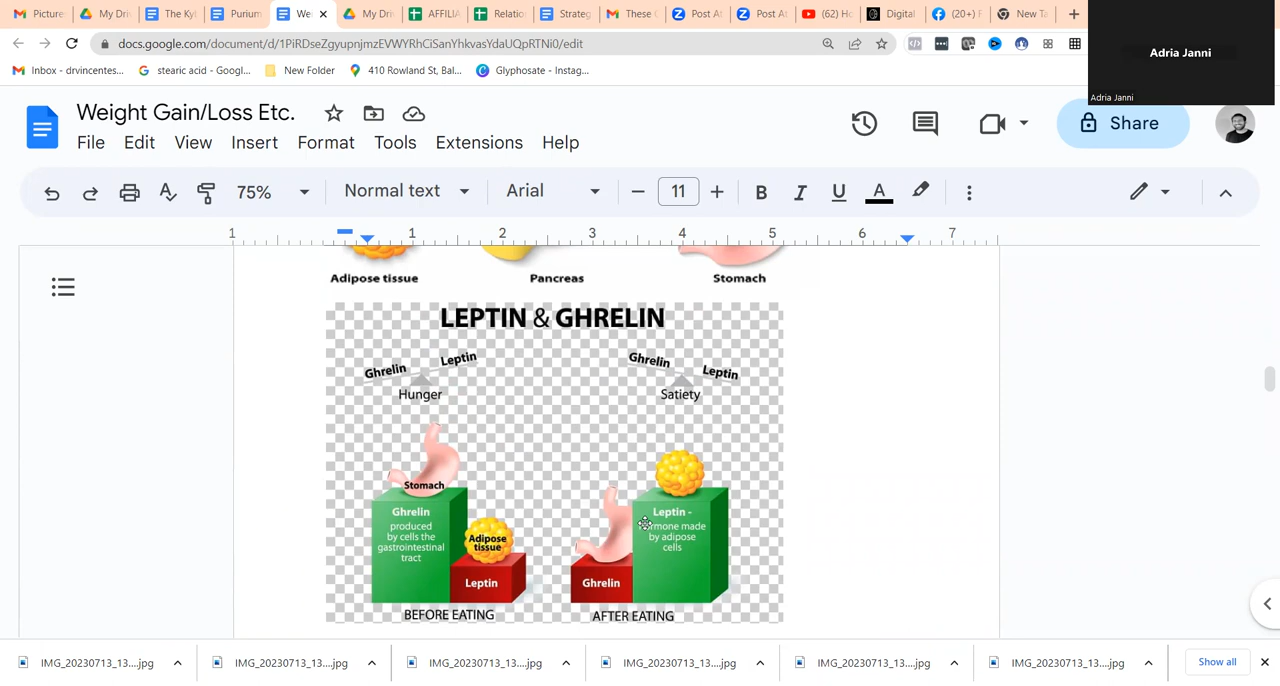 Picture
My Dri
The Kyl
Purium
Wei
My Dri
AFFILIA
Relatio
Strateg
These
Post At
Post At
(62) Ho
Digital
(20+) F
New Ta
docs.google.com/document/d/1PiRDseZgyupnjmzEVWYRhCiSanYhkvasYdaUQpRTNi0/edit
Inbox - drvincentes...
stearic acid - Googl...
New Folder
410 Rowland St, Bal...
Glyphosate - Instag...
Adria Janni
Adria Janni
Weight Gain/Loss Etc.
Share
File Edit View Insert Format Tools Extensions Help
75% Normal text Arial 11 B I U A
1 1 2 3 4 5 6 7
Adipose tissue Pancreas Stomach
LEPTIN & GHRELIN
Ghrelin Leptin
Hunger
Ghrelin Leptin
Satiety
Stomach
Ghrelin
produced
by cells the
gastrointestinal
tract
Adipose
tissue
Leptin
BEFORE EATING
Leptin -
rmone made
by adipose
cells
Ghrelin
AFTER EATING
IMG_20230713_13....jpg
IMG_20230713_13....jpg
IMG_20230713_13....jpg
IMG_20230713_13....jpg
IMG_20230713_13....jpg
IMG_20230713_13....jpg
Show all